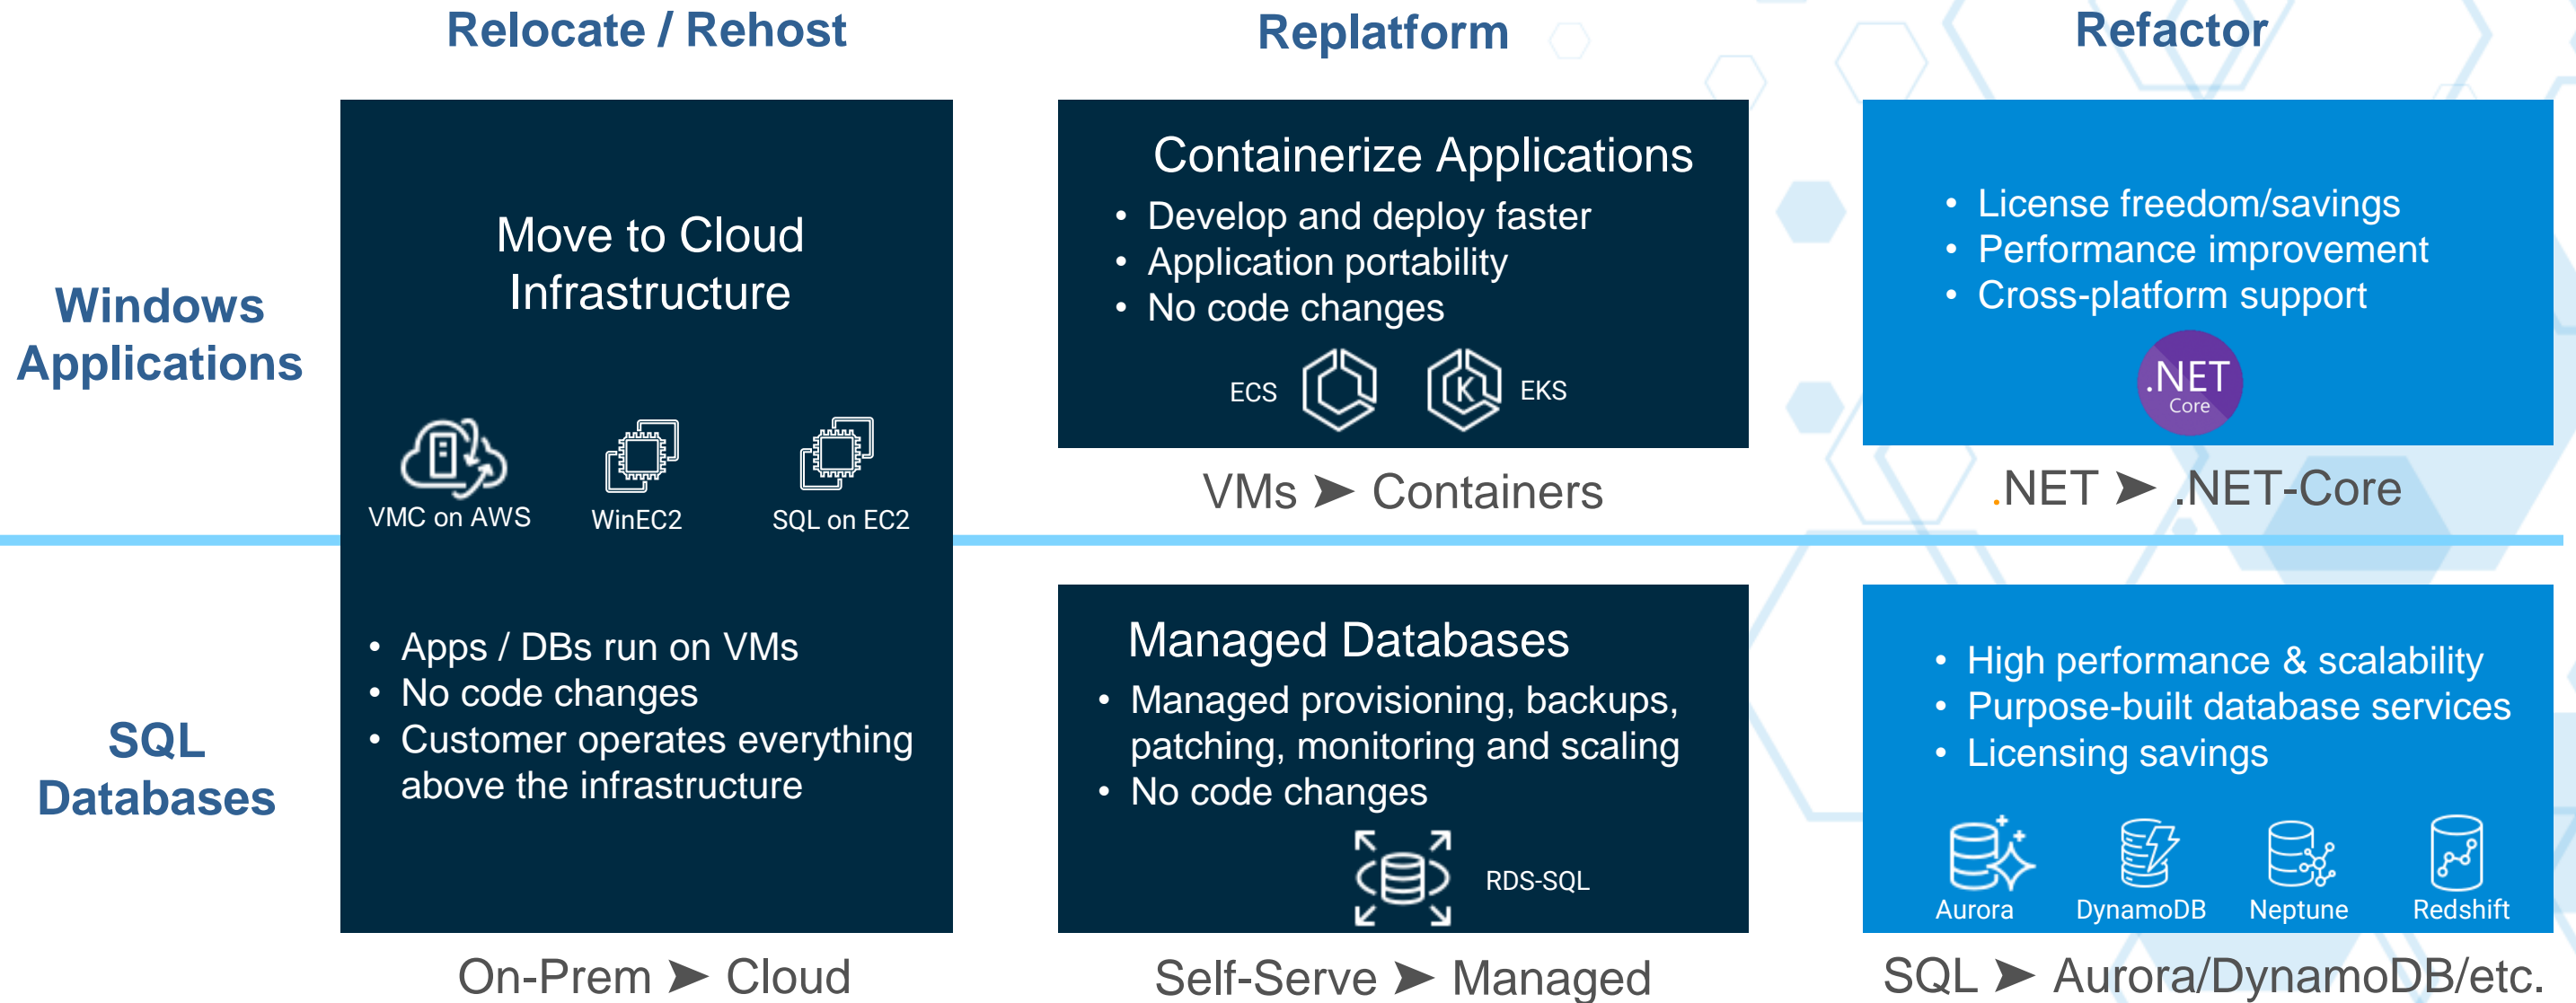 Relocate / Rehost
Replatform
Refactor
Windows
Applications
Move to Cloud
Infrastructure
VMC on AWS
WinEC2
SQL on EC2
Containerize Applications
• Develop and deploy faster
• Application portability
• No code changes
ECS
K
EKS
VMs ➤ Containers
• License freedom/savings
• Performance improvement
• Cross-platform support
.NET
Core
.NET ➤ .NET-Core
SQL
Databases
• Apps / DBs run on VMs
• No code changes
• Customer operates everything
above the infrastructure
On-Prem ➤ Cloud
Managed Databases
• Managed provisioning, backups,
patching, monitoring and scaling
• No code changes
RDS-SQL
Self-Serve ➤ Managed
• High performance & scalability
• Purpose-built database services
• Licensing savings
Aurora
DynamoDB
Neptune
Redshift
SQL ➤ Aurora/DynamoDB/etc.